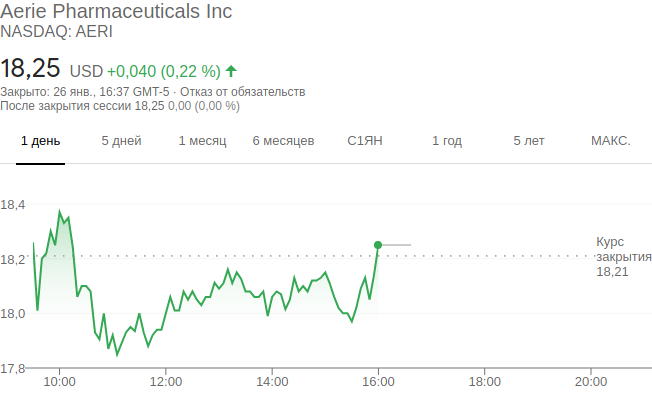 Aerie Pharmaceuticals Inc
NASDAQ: AERI
18,25 USD +0,040 (0,22 %)
Закрыто: 26 янв., 16:37 GMT-5 · Отказ от обязательств
После закрытия сессии 18,25 0,00 (0,00 %)
1 день 5 дней 1 месяц 6 месяцев С1ЯН 1 год 5 лет МАКС.
18,4
18,2
18,0
17,8
Курс
закрытия
18,21
10:00 12:00 14:00 16:00 18:00 20:00